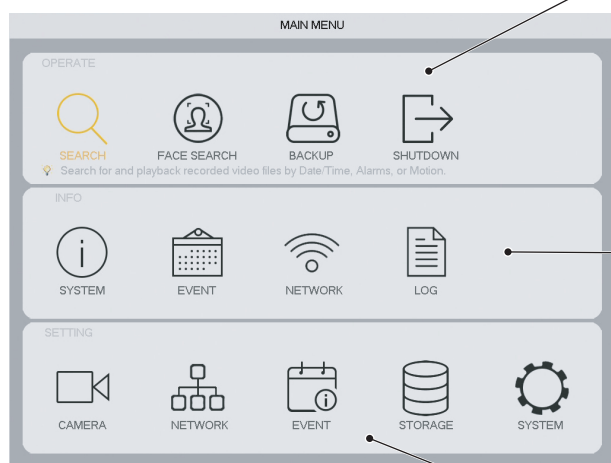 MAIN MENU
OPERATE
SEARCH FACE SEARCH BACKUP SHUTDOWN
Search for and playback recorded video files by Date/Time, Alarms, or Motion.
INFO
SYSTEM EVENT NETWORK LOG
SETTING
CAMERA NETWORK EVENT STORAGE SYSTEM